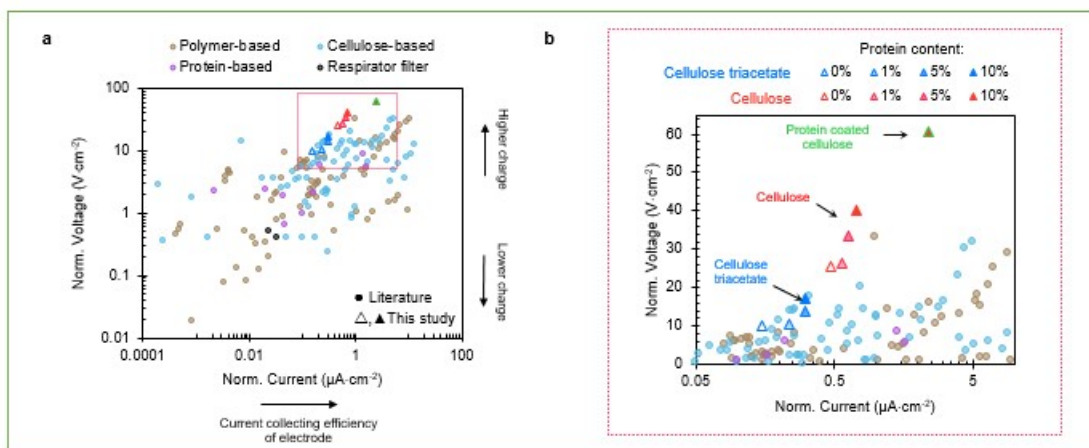 a
Polymer-based
Cellulose-based
Protein-based
Respirator filter
Norm. Voltage (V·cm⁻²)
100
10
1
0.1
0.01
0.0001
0.01
1
100
Literature
, This study
Norm. Current (µA·cm⁻²)
Current collecting efficiency
of electrode
Higher charge
Lower charge
b
Protein content:
Cellulose triacetate
0%
1%
5%
10%
Cellulose
0%
1%
5%
10%
Norm. Voltage (V·cm⁻²)
60
50
40
30
20
10
0
0.05
0.5
5
Protein coated
cellulose
Cellulose
Cellulose
triacetate
Norm. Current (µA·cm⁻²)